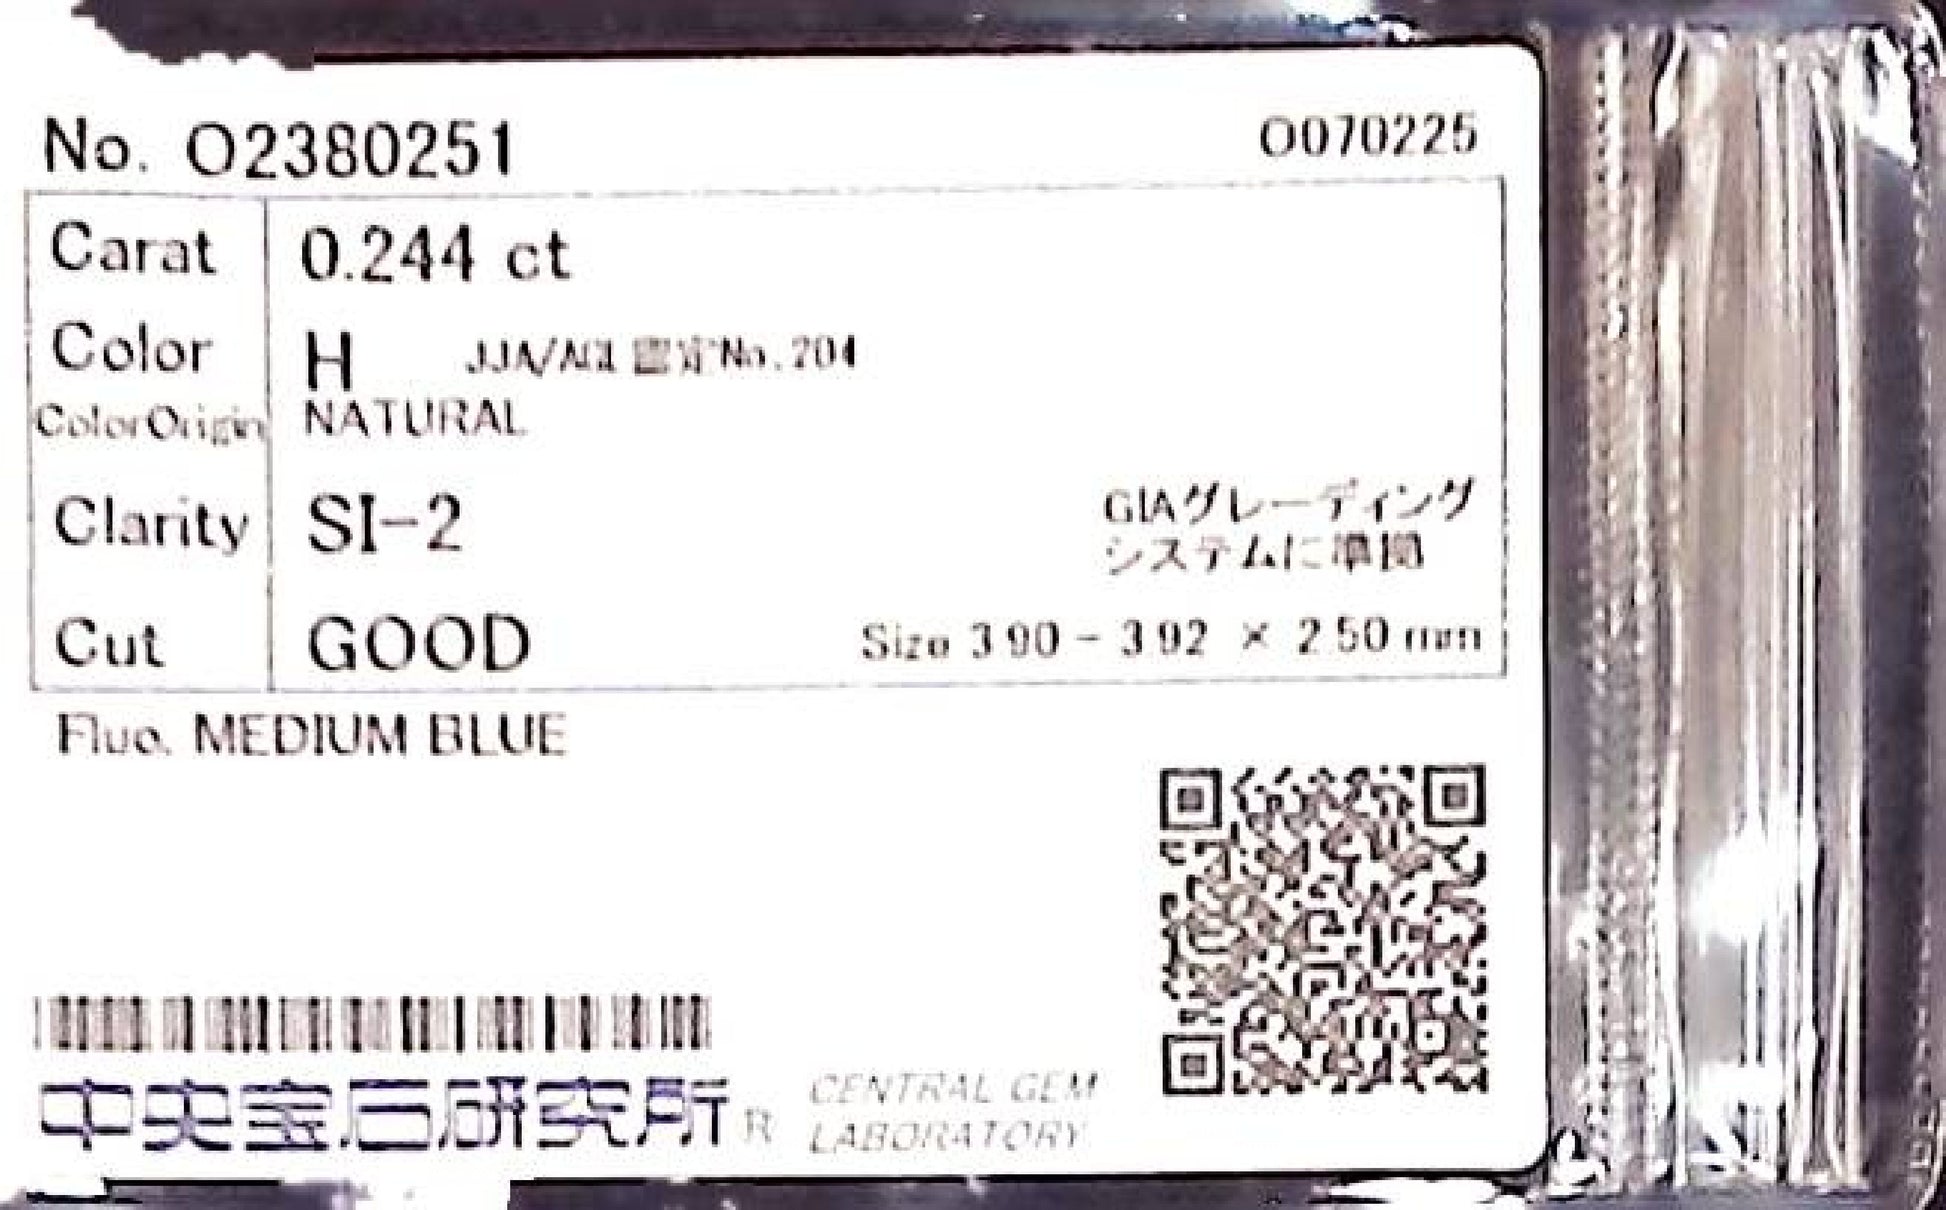 No. O2380251
O070225
Carat 0.244 ct
Color H JJA/AGL認定No.204
ColorOrigin NATURAL
Clarity SI-2
GIAグレーディング
システムに準拠
Cut GOOD Size 3.90 - 3.92 × 2.50 mm
Fluo. MEDIUM BLUE
中央宝石研究所 R
CENTRAL GEM
LABORATORY